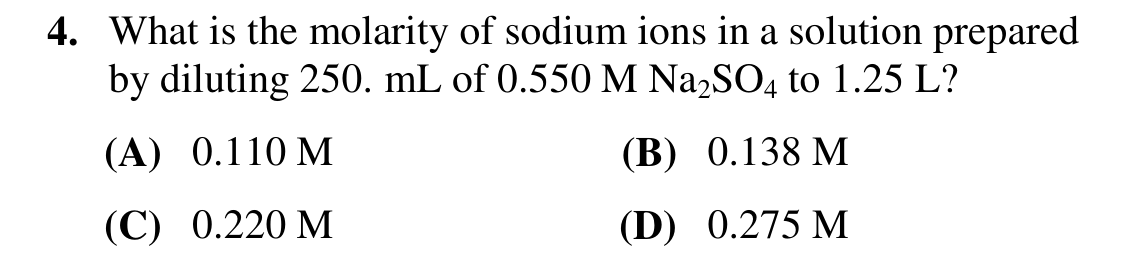 4. What is the molarity of sodium ions in a solution prepared
by diluting 250. mL of 0.550 M Na₂SO₄ to 1.25 L?
(A) 0.110 M (B) 0.138 M
(C) 0.220 M (D) 0.275 M